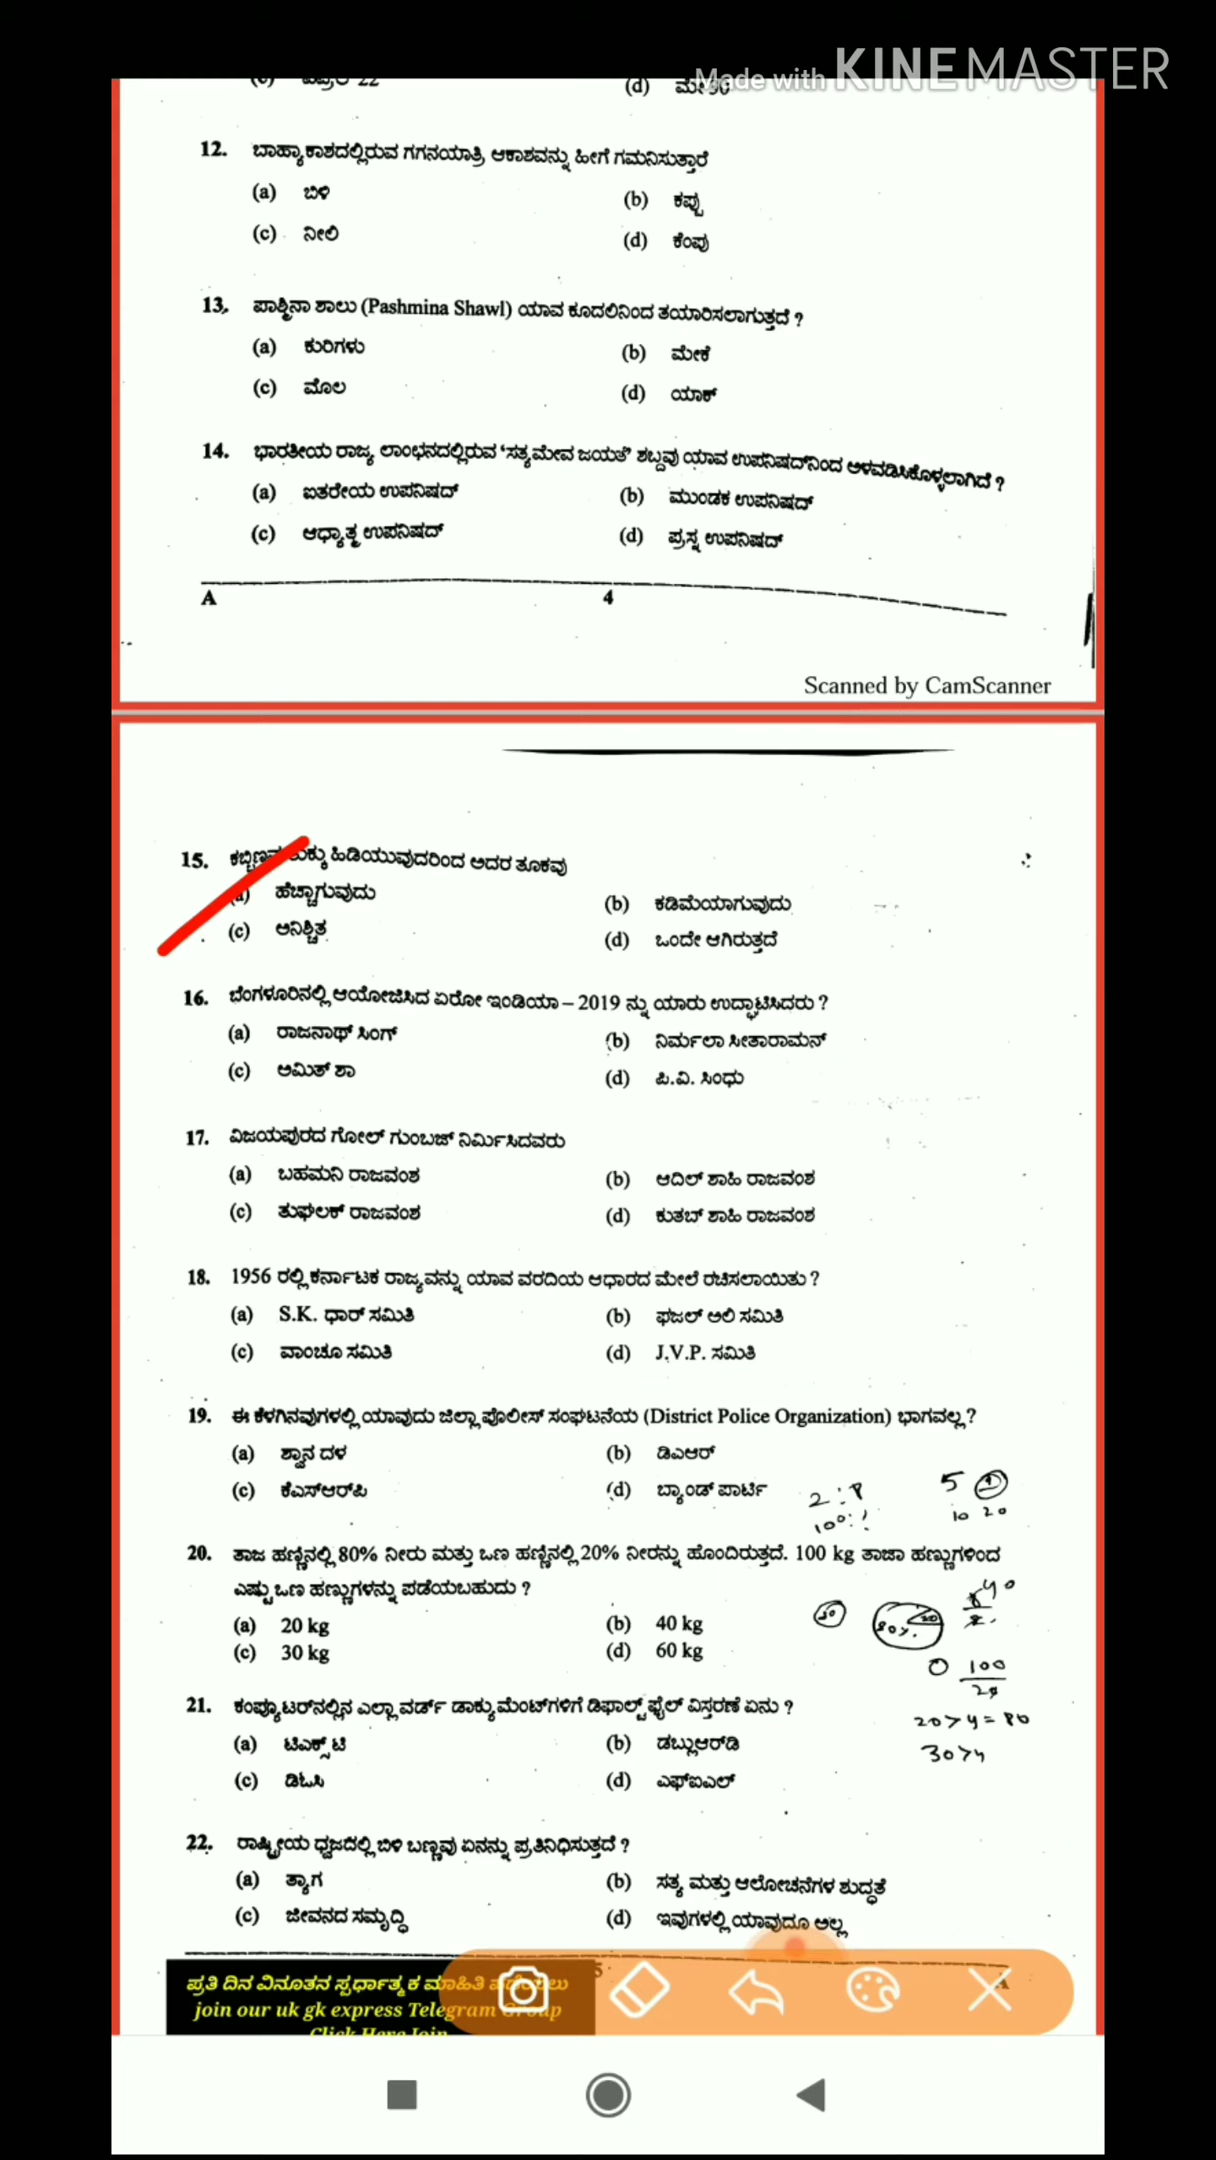 Made with KINEMASTER
(d)
12. ಬಾಹ್ಯಾಕಾಶದಲ್ಲಿರುವ ಗಗನಯಾತ್ರಿ ಆಕಾಶವನ್ನು ಹೀಗೆ ಗಮನಿಸುತ್ತಾರೆ
(a) ಬಿಳಿ (b) ಕಪ್ಪು
(c) ನೀಲಿ (d) ಕೆಂಪು
13. ಪಾಶ್ಮಿನಾ ಶಾಲು (Pashmina Shawl) ಯಾವ ಕೂದಲಿನಿಂದ ತಯಾರಿಸಲಾಗುತ್ತದೆ ?
(a) ಕುರಿಗಳು (b) ಮೇಕೆ
(c) ಮೊಲ (d) ಯಾಕ್
14. ಭಾರತೀಯ ರಾಜ್ಯ ಲಾಂಛನದಲ್ಲಿರುವ ‘ಸತ್ಯಮೇವ ಜಯತೆ’ ಶಬ್ದವು ಯಾವ ಉಪನಿಷದ್‌ನಿಂದ ಅಳವಡಿಸಿಕೊಳ್ಳಲಾಗಿದೆ ?
(a) ಐತರೇಯ ಉಪನಿಷದ್ (b) ಮುಂಡಕ ಉಪನಿಷದ್
(c) ಆಧ್ಯಾತ್ಮ ಉಪನಿಷದ್ (d) ಪ್ರಸ್ನ ಉಪನಿಷದ್
A 4
Scanned by CamScanner
15. ಹಿಡಿಯುವುದರಿಂದ ಅದರ ತೂಕವು
(a) ಹೆಚ್ಚಾಗುವುದು (b) ಕಡಿಮೆಯಾಗುವುದು
(c) ಅನಿಶ್ಚಿತ (d) ಒಂದೇ ಆಗಿರುತ್ತದೆ
16. ಬೆಂಗಳೂರಿನಲ್ಲಿ ಆಯೋಜಿಸಿದ ಏರೋ ಇಂಡಿಯಾ – 2019 ನ್ನು ಯಾರು ಉದ್ಘಾಟಿಸಿದರು ?
(a) ರಾಜನಾಥ್ ಸಿಂಗ್ (b) ನಿರ್ಮಲಾ ಸೀತಾರಾಮನ್
(c) ಅಮಿತ್ ಶಾ (d) ಪಿ.ವಿ. ಸಿಂಧು
17. ವಿಜಯಪುರದ ಗೋಲ್ ಗುಂಬಜ್ ನಿರ್ಮಿಸಿದವರು
(a) ಬಹಮನಿ ರಾಜವಂಶ (b) ಆದಿಲ್ ಶಾಹಿ ರಾಜವಂಶ
(c) ತುಘಲಕ್ ರಾಜವಂಶ (d) ಕುತಬ್ ಶಾಹಿ ರಾಜವಂಶ
18. 1956 ರಲ್ಲಿ ಕರ್ನಾಟಕ ರಾಜ್ಯವನ್ನು ಯಾವ ವರದಿಯ ಆಧಾರದ ಮೇಲೆ ರಚಿಸಲಾಯಿತು ?
(a) S.K. ಧಾರ್ ಸಮಿತಿ (b) ಫಜಲ್ ಅಲಿ ಸಮಿತಿ
(c) ವಾಂಚೂ ಸಮಿತಿ (d) J.V.P. ಸಮಿತಿ
19. ಈ ಕೆಳಗಿನವುಗಳಲ್ಲಿ ಯಾವುದು ಜಿಲ್ಲಾ ಪೊಲೀಸ್ ಸಂಘಟನೆಯ (District Police Organization) ಭಾಗವಲ್ಲ ?
(a) ಶ್ವಾನ ದಳ (b) ಡಿಎಆರ್
(c) ಕೆಎಸ್ಆರ್‌ಪಿ (d) ಬ್ಯಾಂಡ್ ಪಾರ್ಟಿ
20. ತಾಜ ಹಣ್ಣಿನಲ್ಲಿ 80% ನೀರು ಮತ್ತು ಒಣ ಹಣ್ಣಿನಲ್ಲಿ 20% ನೀರನ್ನು ಹೊಂದಿರುತ್ತದೆ. 100 kg ತಾಜಾ ಹಣ್ಣುಗಳಿಂದ
ಎಷ್ಟು ಒಣ ಹಣ್ಣುಗಳನ್ನು ಪಡೆಯಬಹುದು ?
(a) 20 kg (b) 40 kg
(c) 30 kg (d) 60 kg
21. ಕಂಪ್ಯೂಟರ್‌ನಲ್ಲಿನ ಎಲ್ಲಾ ವರ್ಡ್ ಡಾಕ್ಯುಮೆಂಟ್‌ಗಳಿಗೆ ಡಿಫಾಲ್ಟ್ ಫೈಲ್ ವಿಸ್ತರಣೆ ಏನು ?
(a) ಟಿಎಕ್ಸ್‌ಟಿ (b) ಡಬ್ಲುಆರ್‌ಡಿ
(c) ಡಿಓಸಿ (d) ಎಫ್ಐಎಲ್
22. ರಾಷ್ಟ್ರೀಯ ಧ್ವಜದಲ್ಲಿ ಬಿಳಿ ಬಣ್ಣವು ಏನನ್ನು ಪ್ರತಿನಿಧಿಸುತ್ತದೆ ?
(a) ತ್ಯಾಗ (b) ಸತ್ಯ ಮತ್ತು ಆಲೋಚನೆಗಳ ಶುದ್ಧತೆ
(c) ಜೀವನದ ಸಮೃದ್ಧಿ (d) ಇವುಗಳಲ್ಲಿ ಯಾವುದೂ ಅಲ್ಲ
ಪ್ರತಿ ದಿನ ವಿನೂತನ ಸ್ಪರ್ಧಾತ್ಮಕ ಮಾಹಿತಿ
join our uk gk express Telegram Group
Click Here Join